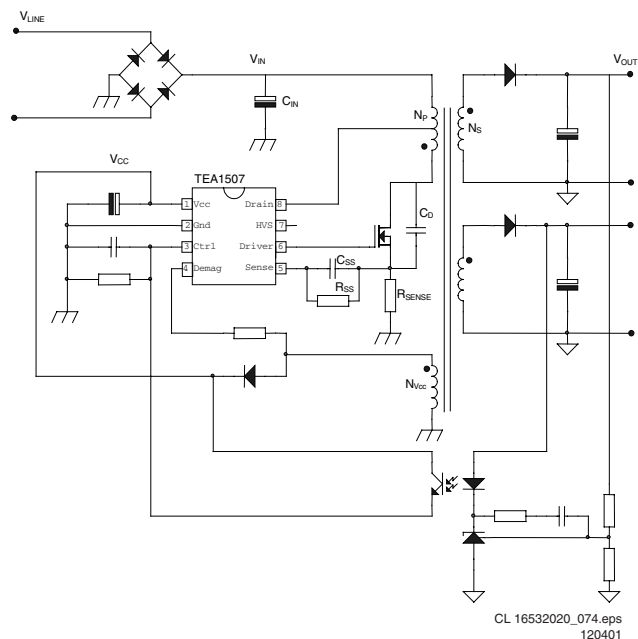 VLINE
VIN
VOUT
CIN
NP
NS
VCC
TEA1507
1 Vcc Drain 8
2 Gnd HVS 7
3 Ctrl Driver 6
4 Demag Sense 5
CD
CSS
RSS
RSENSE
NVcc
CL 16532020_074.eps
120401